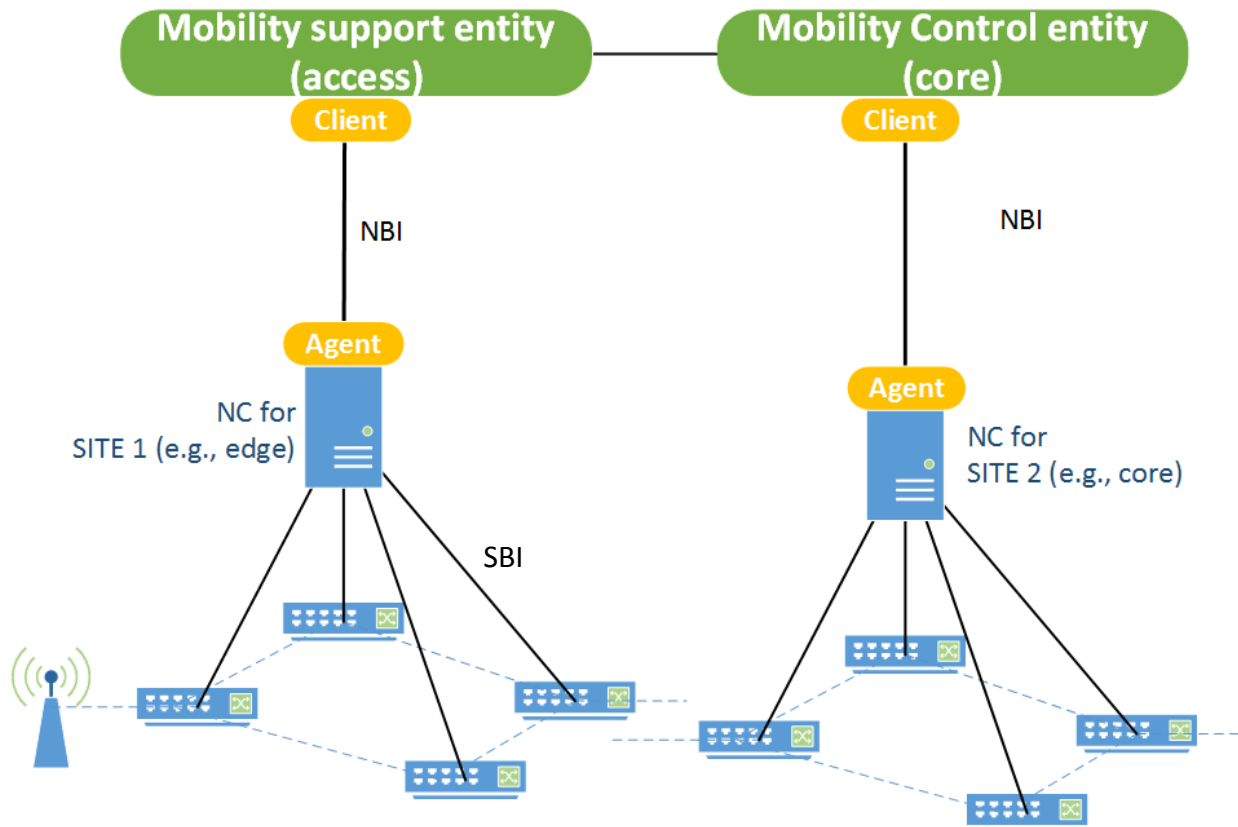 Mobility support entity
(access)
Mobility Control entity
(core)
Client
Client
NBI
NBI
Agent
Agent
NC for
SITE 1 (e.g., edge)
NC for
SITE 2 (e.g., core)
SBI